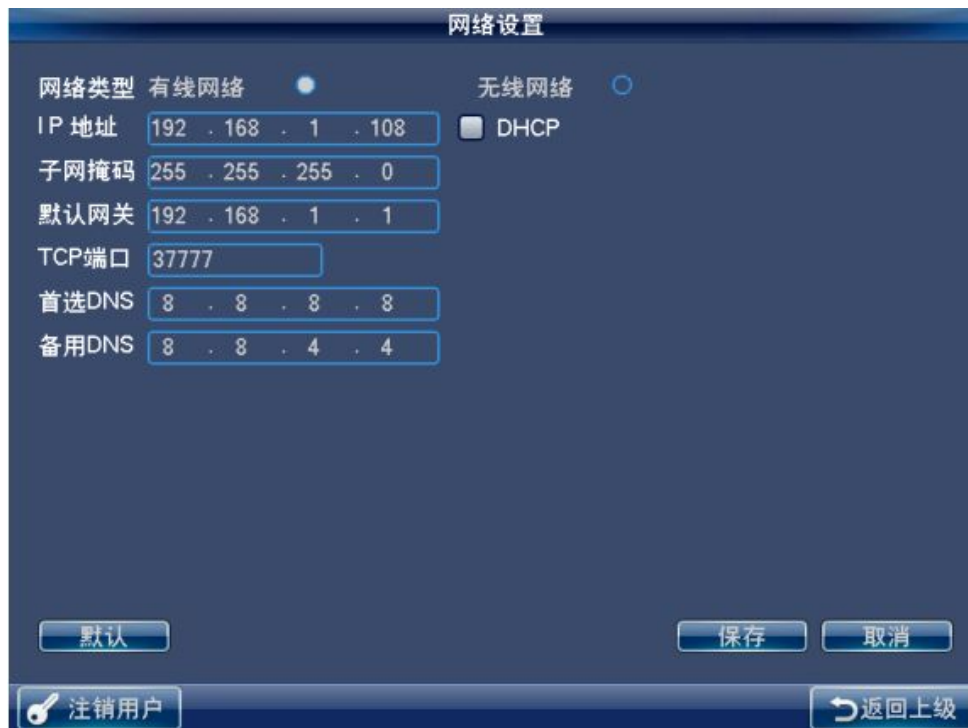 网络设置
网络类型 有线网络 无线网络
IP地址 192 . 168 . 1 . 108 DHCP
子网掩码 255 . 255 . 255 . 0
默认网关 192 . 168 . 1 . 1
TCP端口 37777
首选DNS 8 . 8 . 8 . 8
备用DNS 8 . 8 . 4 . 4
默认 保存 取消
注销用户 返回上级